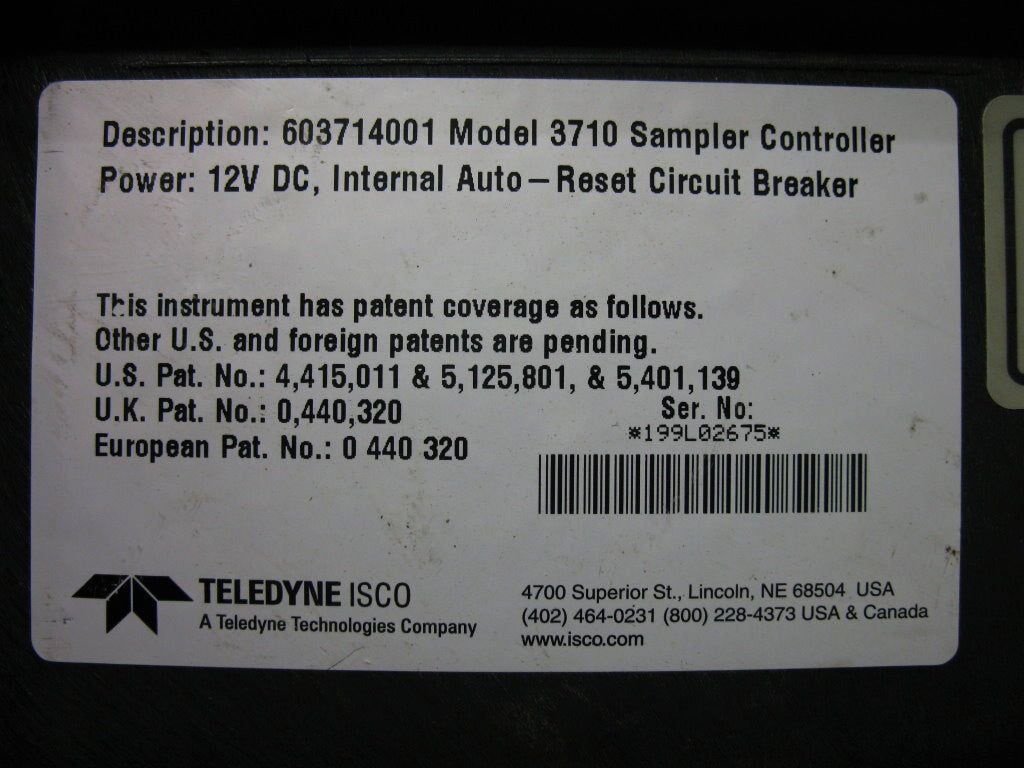 Description: 603714001 Model 3710 Sampler Controller
Power: 12V DC, Internal Auto–Reset Circuit Breaker
This instrument has patent coverage as follows.
Other U.S. and foreign patents are pending.
U.S. Pat. No.: 4,415,011 & 5,125,801, & 5,401,139
U.K. Pat. No.: 0,440,320
European Pat. No.: 0 440 320
Ser. No:
*199L02675*
TELEDYNE ISCO
A Teledyne Technologies Company
4700 Superior St., Lincoln, NE 68504 USA
(402) 464-0231 (800) 228-4373 USA & Canada
www.isco.com